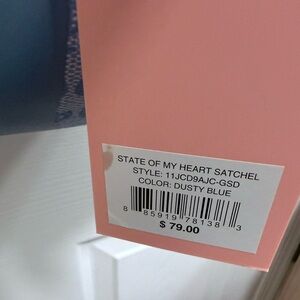 STATE OF MY HEART SATCHEL
STYLE: 11JCD9AJC-GSD
COLOR: DUSTY BLUE
8 85919 78138 3
$ 79.00